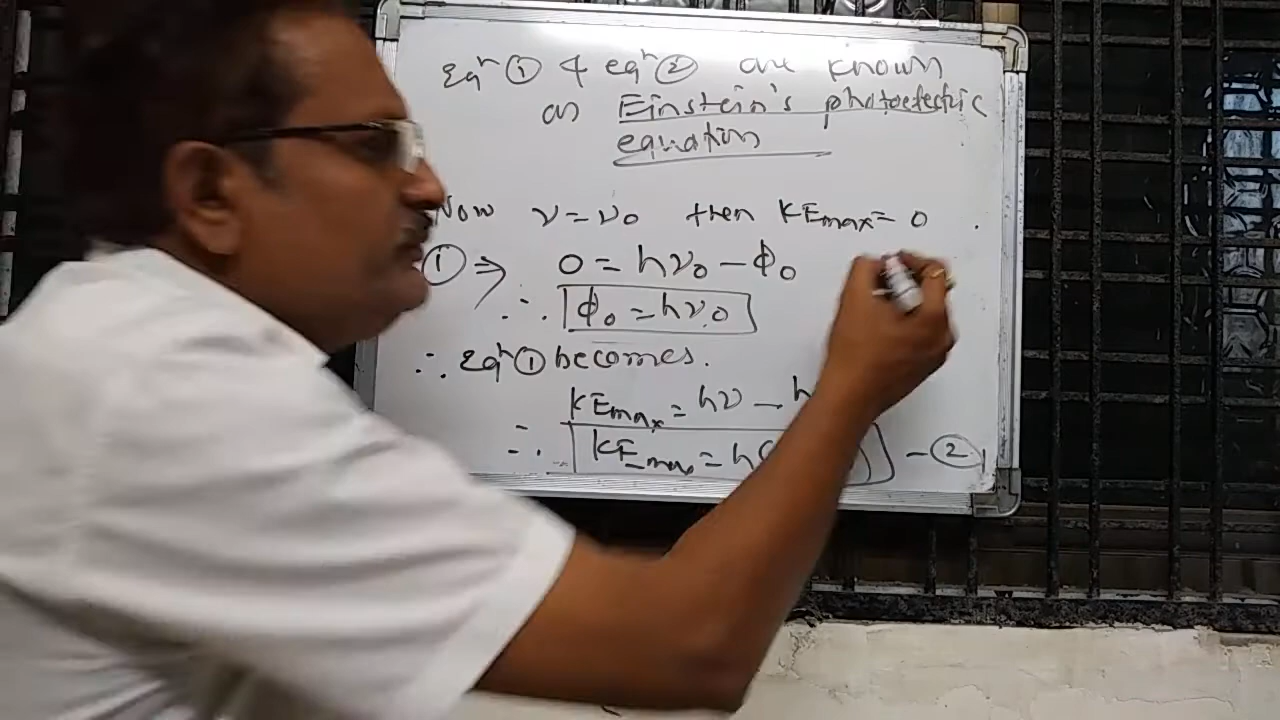 Eqⁿ ① & eqⁿ ② are known
as Einstein's photoelectric
equation
Now ν = ν₀ then KEmax = 0
① ⇒ 0 = hν₀ − ϕ₀
∴ ϕ₀ = hν₀
∴ Eqⁿ ① becomes.
KEmax = hν − h
∴ KEmax = h( ) − ②